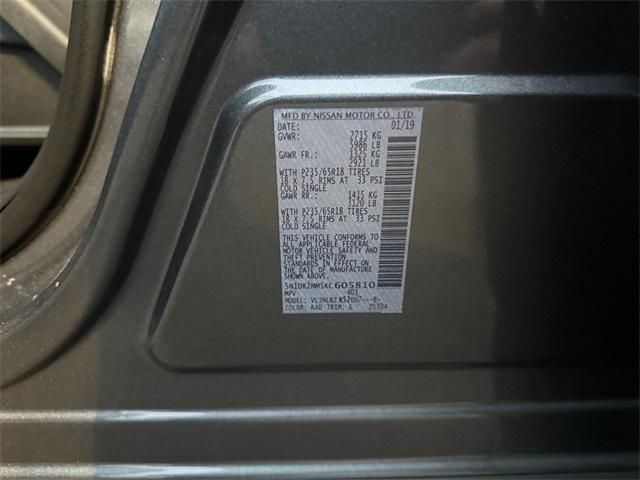 MFD BY NISSAN MOTOR CO., LTD.
DATE: 01/19
GVWR: 2715 KG
5986 LB
GAWR FR.: 1325 KG
2921 LB
WITH P235/65R18 TIRES
18 X 7.5 RIMS AT 33 PSI
COLD SINGLE
GAWR RR.: 1415 KG
3120 LB
WITH P235/65R18 TIRES
18 X 7.5 RIMS AT 33 PSI
COLD SINGLE
THIS VEHICLE CONFORMS TO
ALL APPLICABLE FEDERAL
MOTOR VEHICLE SAFETY AND
THEFT PREVENTION
STANDARDS IN EFFECT ON
THE DATE OF MANUFACTURE
SHOWN ABOVE.
5N1DR2MM5KC605810
MPV 401
MODEL:
COLOR: KAD TRIM: G